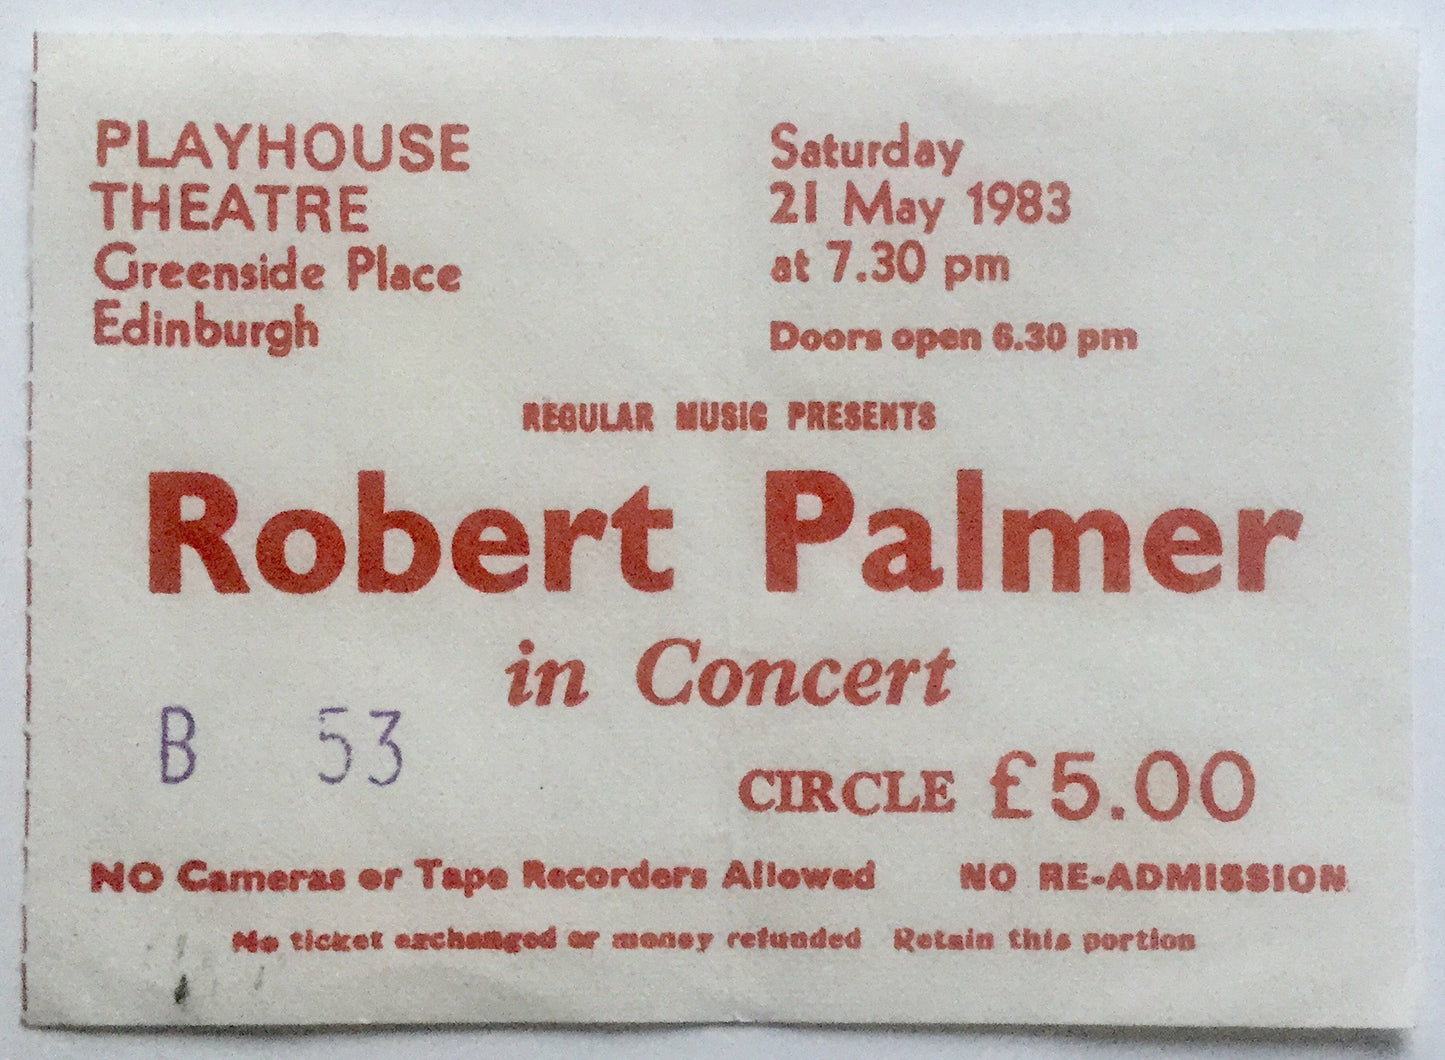 PLAYHOUSE
THEATRE
Greenside Place
Edinburgh
Saturday
21 May 1983
at 7.30 pm
Doors open 6.30 pm
REGULAR MUSIC PRESENTS
Robert Palmer
in Concert
B 53
CIRCLE £5.00
NO Cameras or Tape Recorders Allowed NO RE-ADMISSION
No ticket exchanged or money refunded Retain this portion